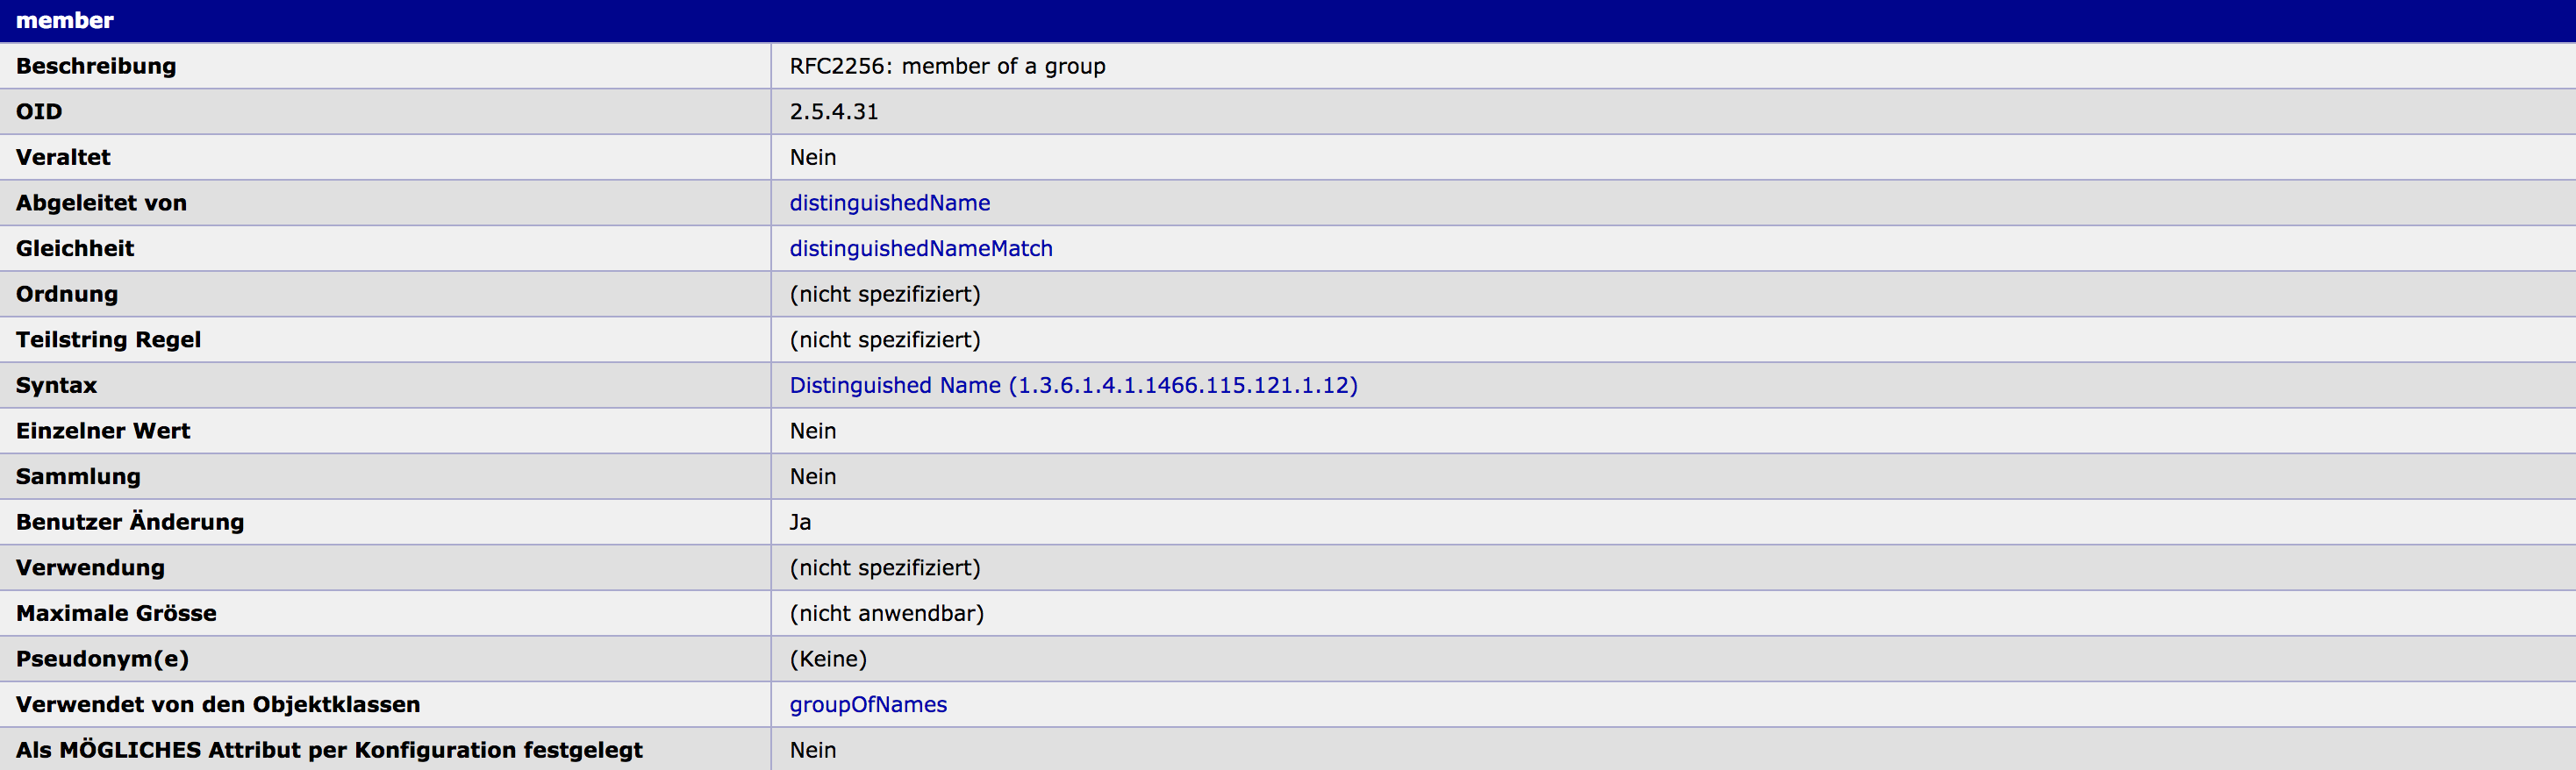 member
Beschreibung RFC2256: member of a group
OID 2.5.4.31
Veraltet Nein
Abgeleitet von distinguishedName
Gleichheit distinguishedNameMatch
Ordnung (nicht spezifiziert)
Teilstring Regel (nicht spezifiziert)
Syntax Distinguished Name (1.3.6.1.4.1.1466.115.121.1.12)
Einzelner Wert Nein
Sammlung Nein
Benutzer Änderung Ja
Verwendung (nicht spezifiziert)
Maximale Grösse (nicht anwendbar)
Pseudonym(e) (Keine)
Verwendet von den Objektklassen groupOfNames
Als MÖGLICHES Attribut per Konfiguration festgelegt Nein